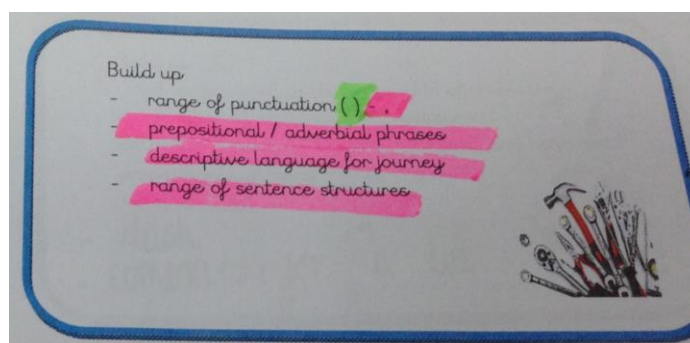 Build up
- range of punctuation () - .
- prepositional / adverbial phrases
- descriptive language for journey
- range of sentence structures